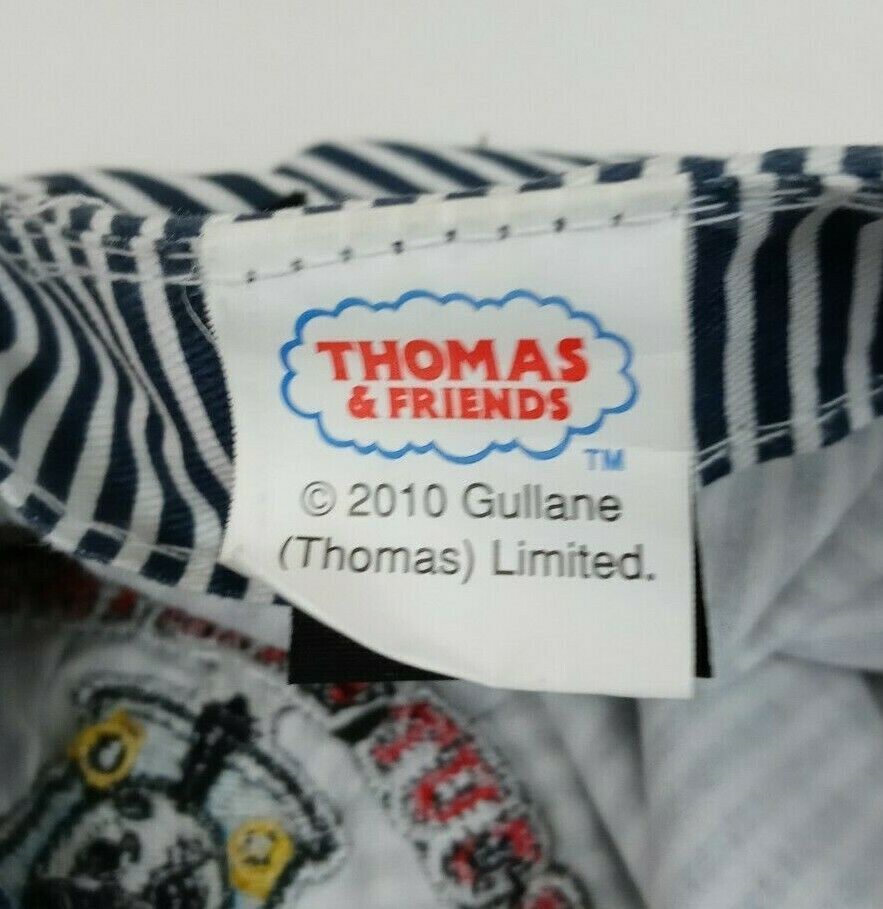 THOMAS
& FRIENDS
TM
© 2010 Gullane
(Thomas) Limited.